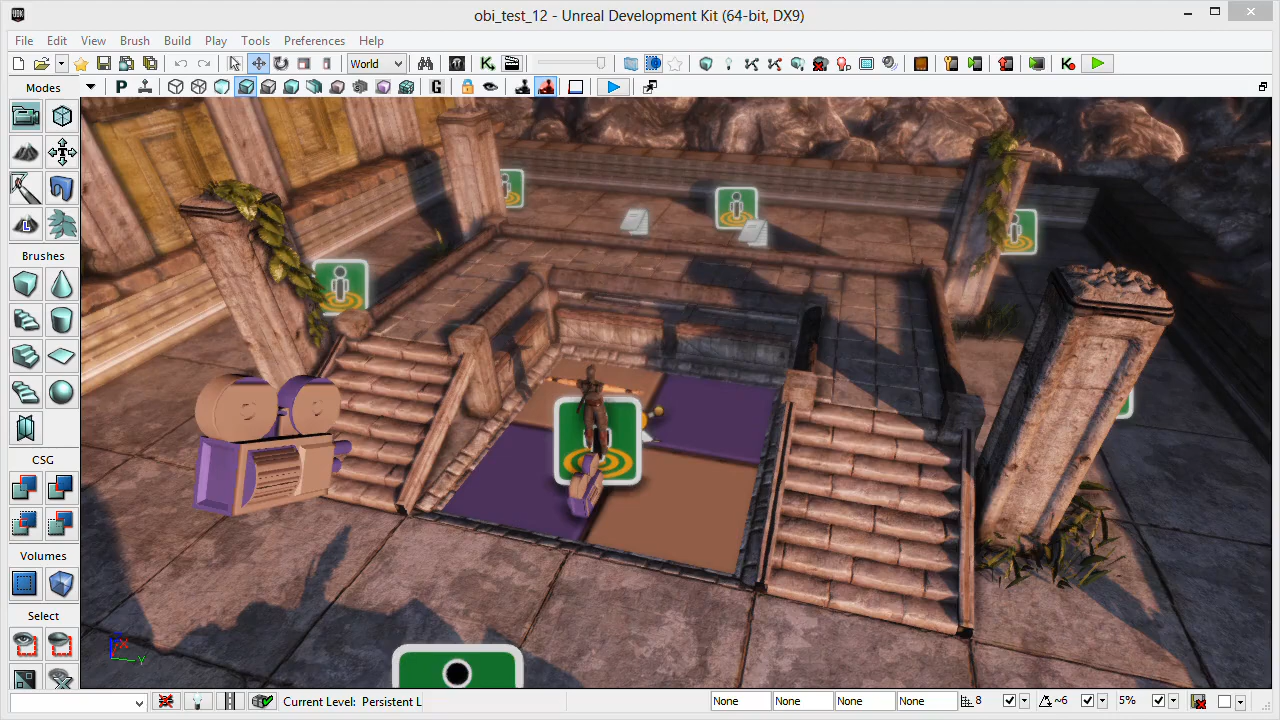 obi_test_12 - Unreal Development Kit (64-bit, DX9)
File Edit View Brush Build Play Tools Preferences Help
World
P G
Modes
L
Brushes
CSG
Volumes
Select
X Y
Current Level: Persistent L
None None None None 8 ~6 5%